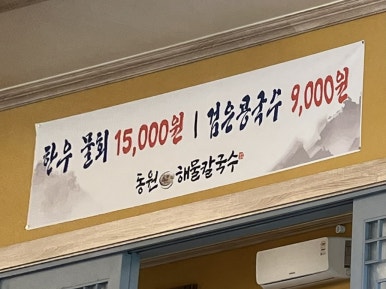 한우 물회 15,000원 | 검은콩국수 9,000원
동원 해물칼국수